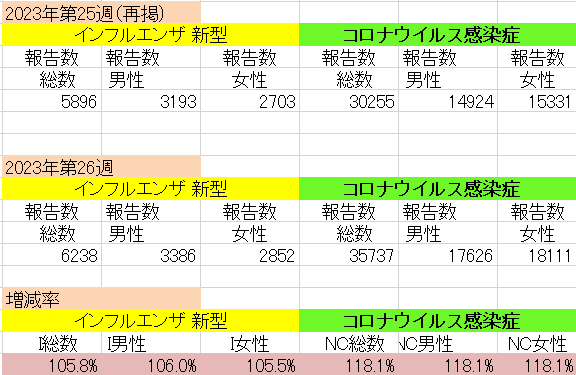 2023年第25週(再掲)
インフルエンザ 新型 コロナウイルス感染症
報告数 報告数 報告数 報告数 報告数 報告数
総数 男性 女性 総数 男性 女性
5896 3193 2703 30255 14924 15331
2023年第26週
インフルエンザ 新型 コロナウイルス感染症
報告数 報告数 報告数 報告数 報告数 報告数
総数 男性 女性 総数 男性 女性
6238 3386 2852 35737 17626 18111
増減率
インフルエンザ 新型 コロナウイルス感染症
I総数 I男性 I女性 NC総数 NC男性 NC女性
105.8% 106.0% 105.5% 118.1% 118.1% 118.1%